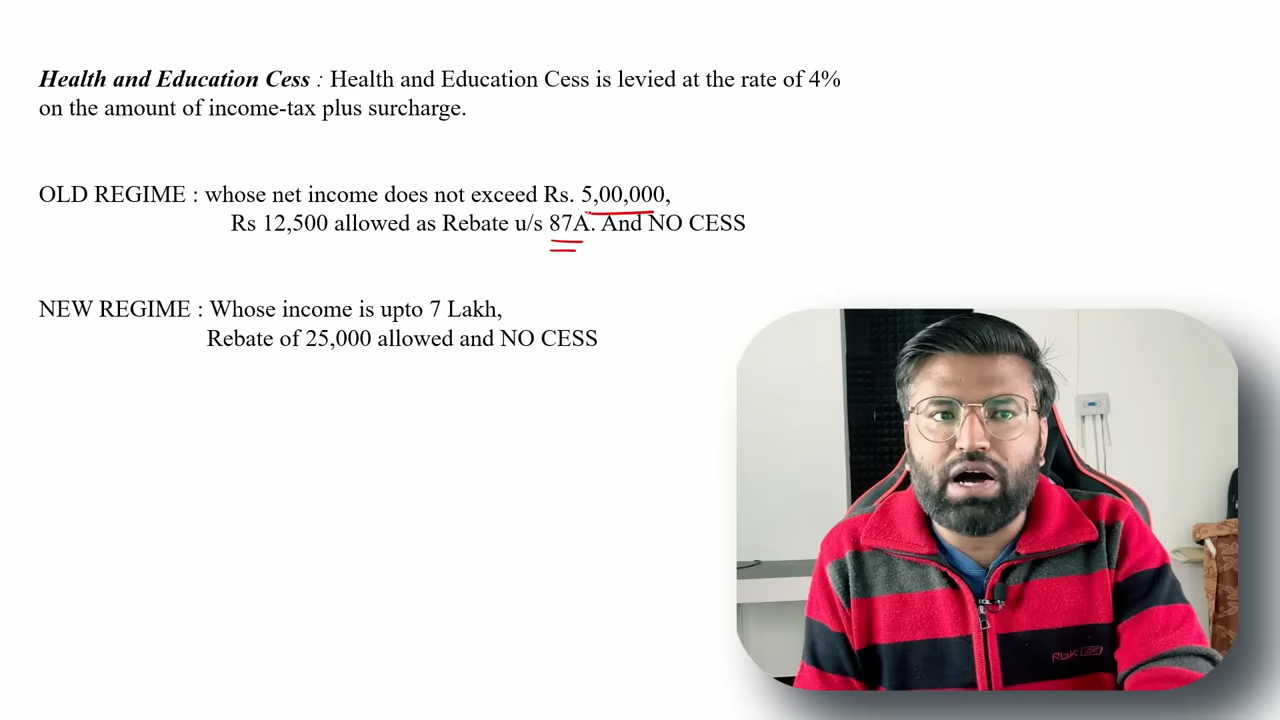 Health and Education Cess : Health and Education Cess is levied at the rate of 4%
on the amount of income-tax plus surcharge.
OLD REGIME : whose net income does not exceed Rs. 5,00,000,
Rs 12,500 allowed as Rebate u/s 87A. And NO CESS
NEW REGIME : Whose income is upto 7 Lakh,
Rebate of 25,000 allowed and NO CESS